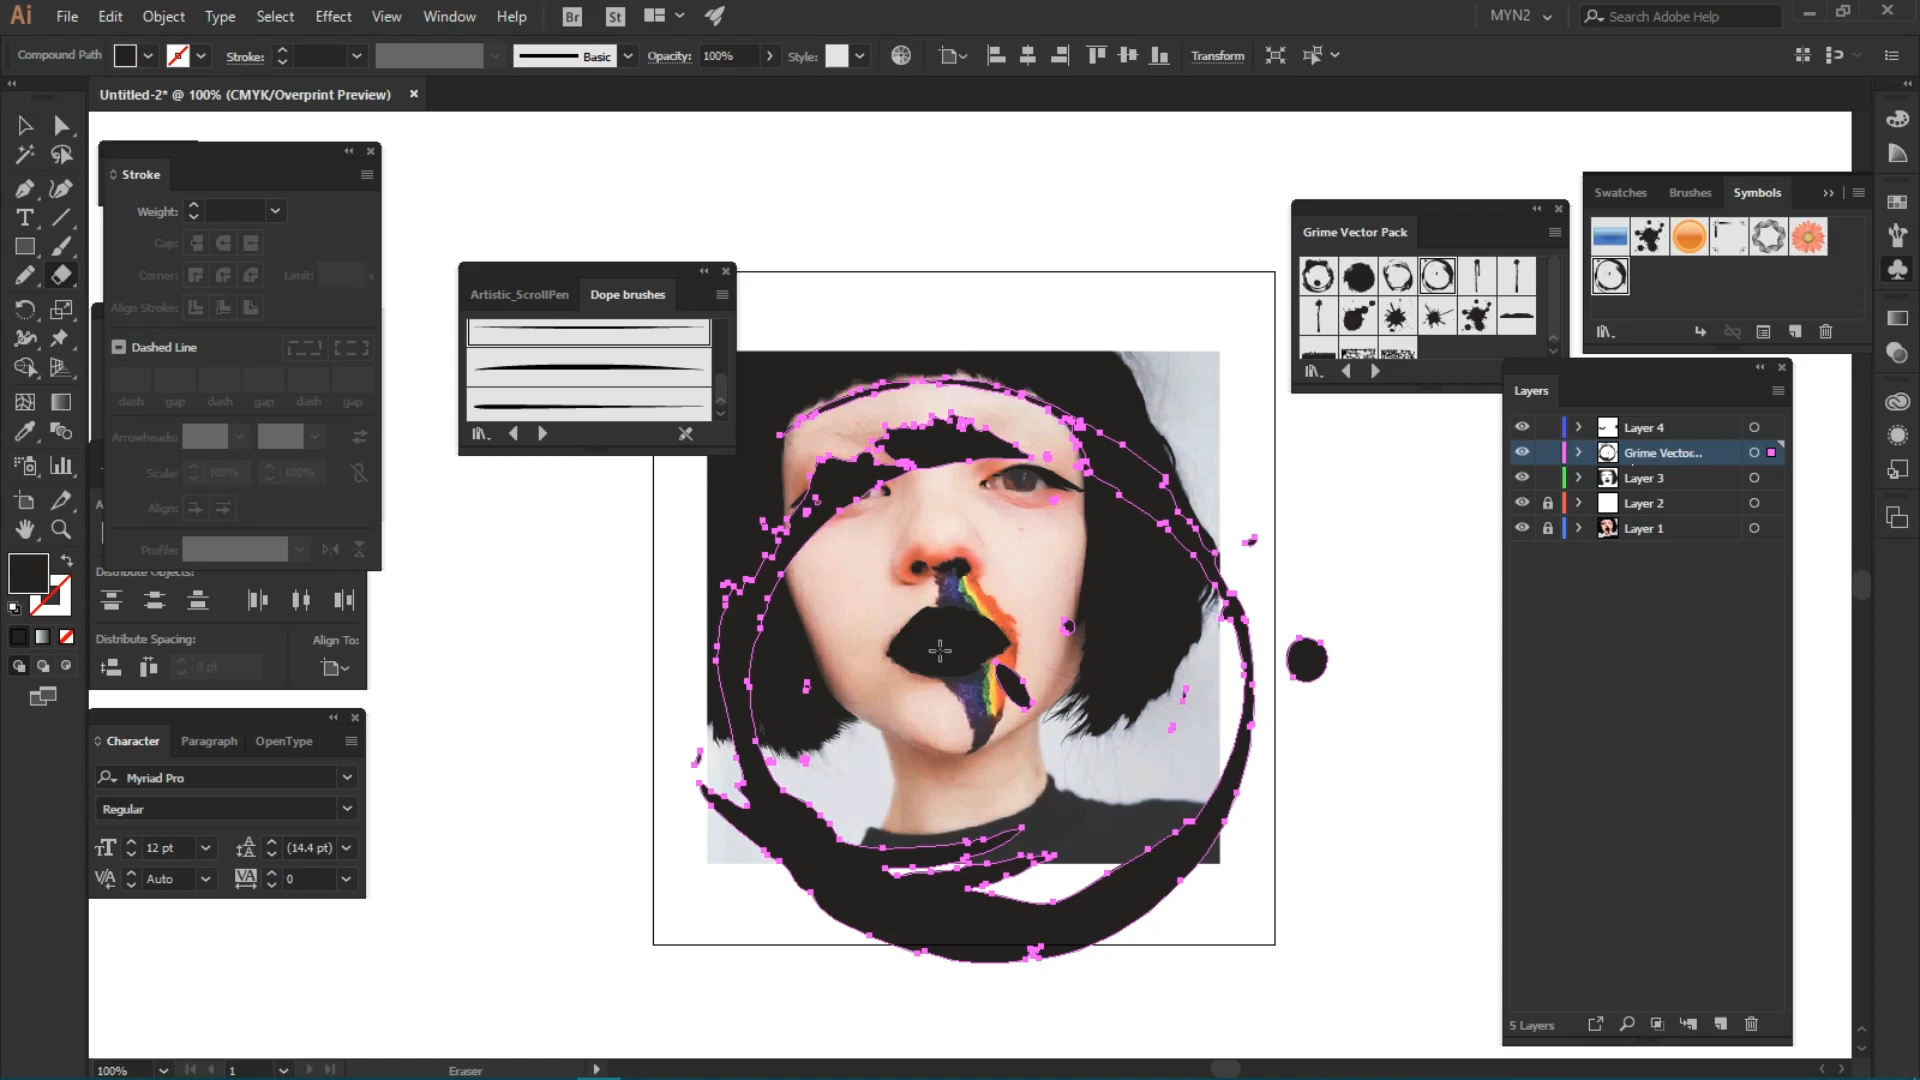 Ai File Edit Object Type Select Effect View Window Help Br St MYN2 Search Adobe Help
Compound Path Stroke: Basic Opacity: 100% Style: Transform
Untitled-2* @ 100% (CMYK/Overprint Preview)
Stroke
Weight:
Cap:
Corner: Limit:
Align Stroke:
Dashed Line
dash gap dash gap dash gap
Arrowheads:
Scale: 100% 100%
Align:
Profile:
Distribute Objects:
Distribute Spacing: Align To:
9 pt
Character Paragraph OpenType
Myriad Pro
Regular
12 pt (14.4 pt)
Auto 0
Artistic_ScrollPen Dope brushes
Grime Vector Pack
Swatches Brushes Symbols
Layers
Layer 4
Grime Vector...
Layer 3
Layer 2
Layer 1
5 Layers
100% 1 Eraser